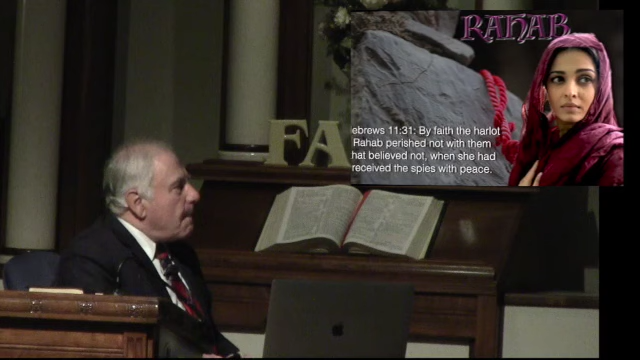 RAHAB
ebrews 11:31: By faith the harlot
Rahab perished not with them
hat believed not, when she had
received the spies with peace.
FA